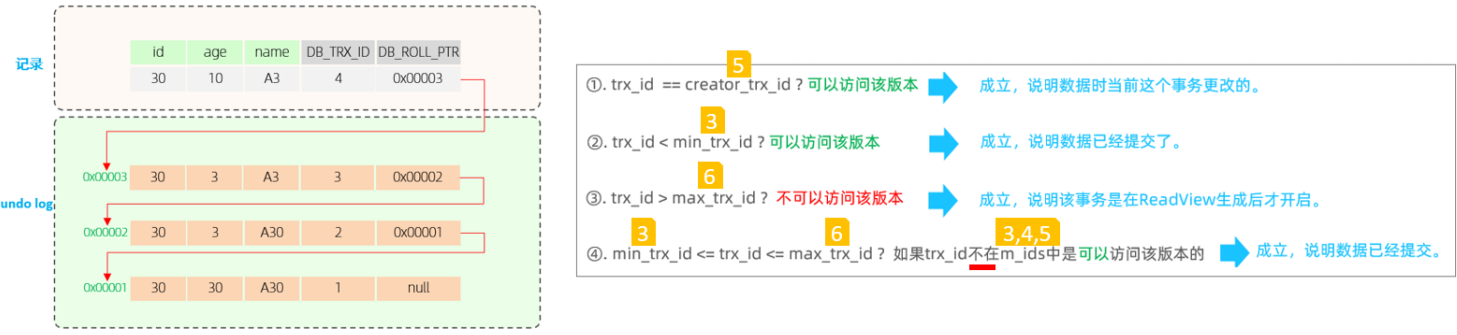 记录
id age name DB_TRX_ID DB_ROLL_PTR
30 10 A3 4 0x00003
undo log
0x00003 30 3 A3 3 0x00002
0x00002 30 3 A30 2 0x00001
0x00001 30 30 A30 1 null
5
①. trx_id == creator_trx_id ? 可以访问该版本 成立，说明数据时当前这个事务更改的。
3
②. trx_id < min_trx_id ? 可以访问该版本 成立，说明数据已经提交了。
6
③. trx_id > max_trx_id ? 不可以访问该版本 成立，说明该事务是在ReadView生成后才开启。
3 6 3,4,5
④. min_trx_id <= trx_id <= max_trx_id ? 如果trx_id不在m_ids中是可以访问该版本的 成立，说明数据已经提交。